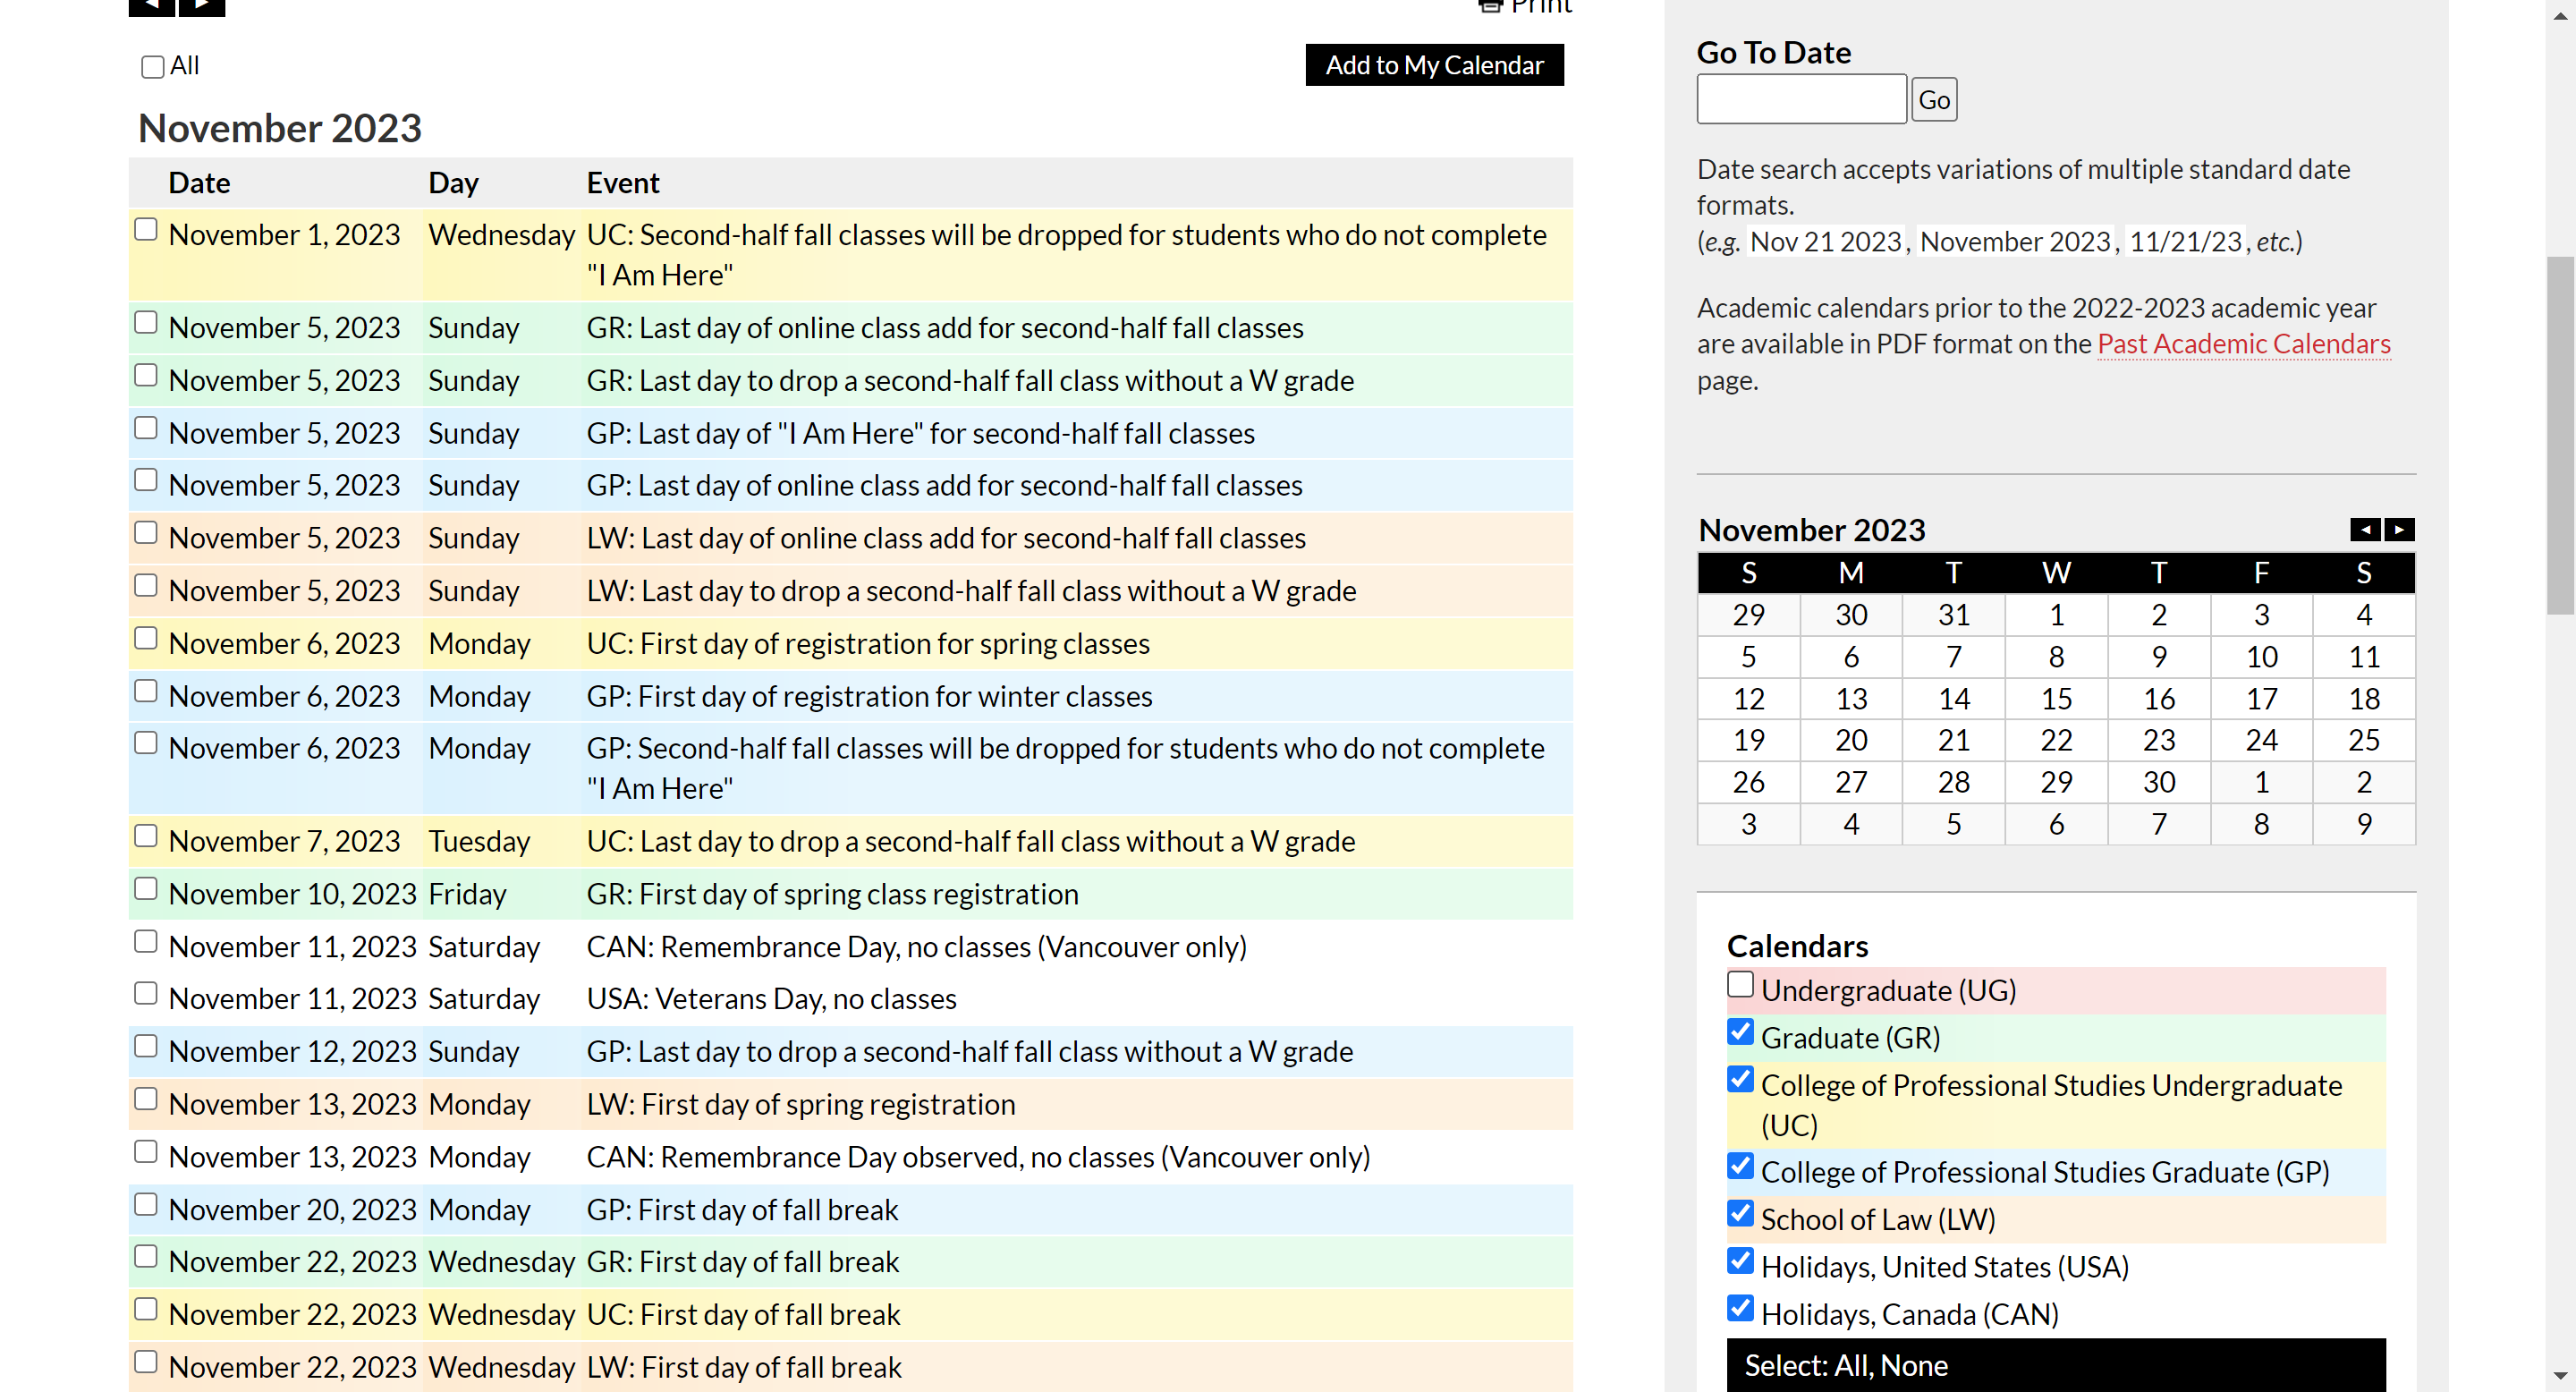 Print
All
Add to My Calendar
November 2023
Date Day Event
November 1, 2023 Wednesday UC: Second-half fall classes will be dropped for students who do not complete
"I Am Here"
November 5, 2023 Sunday GR: Last day of online class add for second-half fall classes
November 5, 2023 Sunday GR: Last day to drop a second-half fall class without a W grade
November 5, 2023 Sunday GP: Last day of "I Am Here" for second-half fall classes
November 5, 2023 Sunday GP: Last day of online class add for second-half fall classes
November 5, 2023 Sunday LW: Last day of online class add for second-half fall classes
November 5, 2023 Sunday LW: Last day to drop a second-half fall class without a W grade
November 6, 2023 Monday UC: First day of registration for spring classes
November 6, 2023 Monday GP: First day of registration for winter classes
November 6, 2023 Monday GP: Second-half fall classes will be dropped for students who do not complete
"I Am Here"
November 7, 2023 Tuesday UC: Last day to drop a second-half fall class without a W grade
November 10, 2023 Friday GR: First day of spring class registration
November 11, 2023 Saturday CAN: Remembrance Day, no classes (Vancouver only)
November 11, 2023 Saturday USA: Veterans Day, no classes
November 12, 2023 Sunday GP: Last day to drop a second-half fall class without a W grade
November 13, 2023 Monday LW: First day of spring registration
November 13, 2023 Monday CAN: Remembrance Day observed, no classes (Vancouver only)
November 20, 2023 Monday GP: First day of fall break
November 22, 2023 Wednesday GR: First day of fall break
November 22, 2023 Wednesday UC: First day of fall break
November 22, 2023 Wednesday LW: First day of fall break
Go To Date
Go
Date search accepts variations of multiple standard date
formats.
(e.g. Nov 21 2023, November 2023, 11/21/23, etc.)
Academic calendars prior to the 2022-2023 academic year
are available in PDF format on the Past Academic Calendars
page.
November 2023
S M T W T F S
29 30 31 1 2 3 4
5 6 7 8 9 10 11
12 13 14 15 16 17 18
19 20 21 22 23 24 25
26 27 28 29 30 1 2
3 4 5 6 7 8 9
Calendars
Undergraduate (UG)
Graduate (GR)
College of Professional Studies Undergraduate
(UC)
College of Professional Studies Graduate (GP)
School of Law (LW)
Holidays, United States (USA)
Holidays, Canada (CAN)
Select: All, None